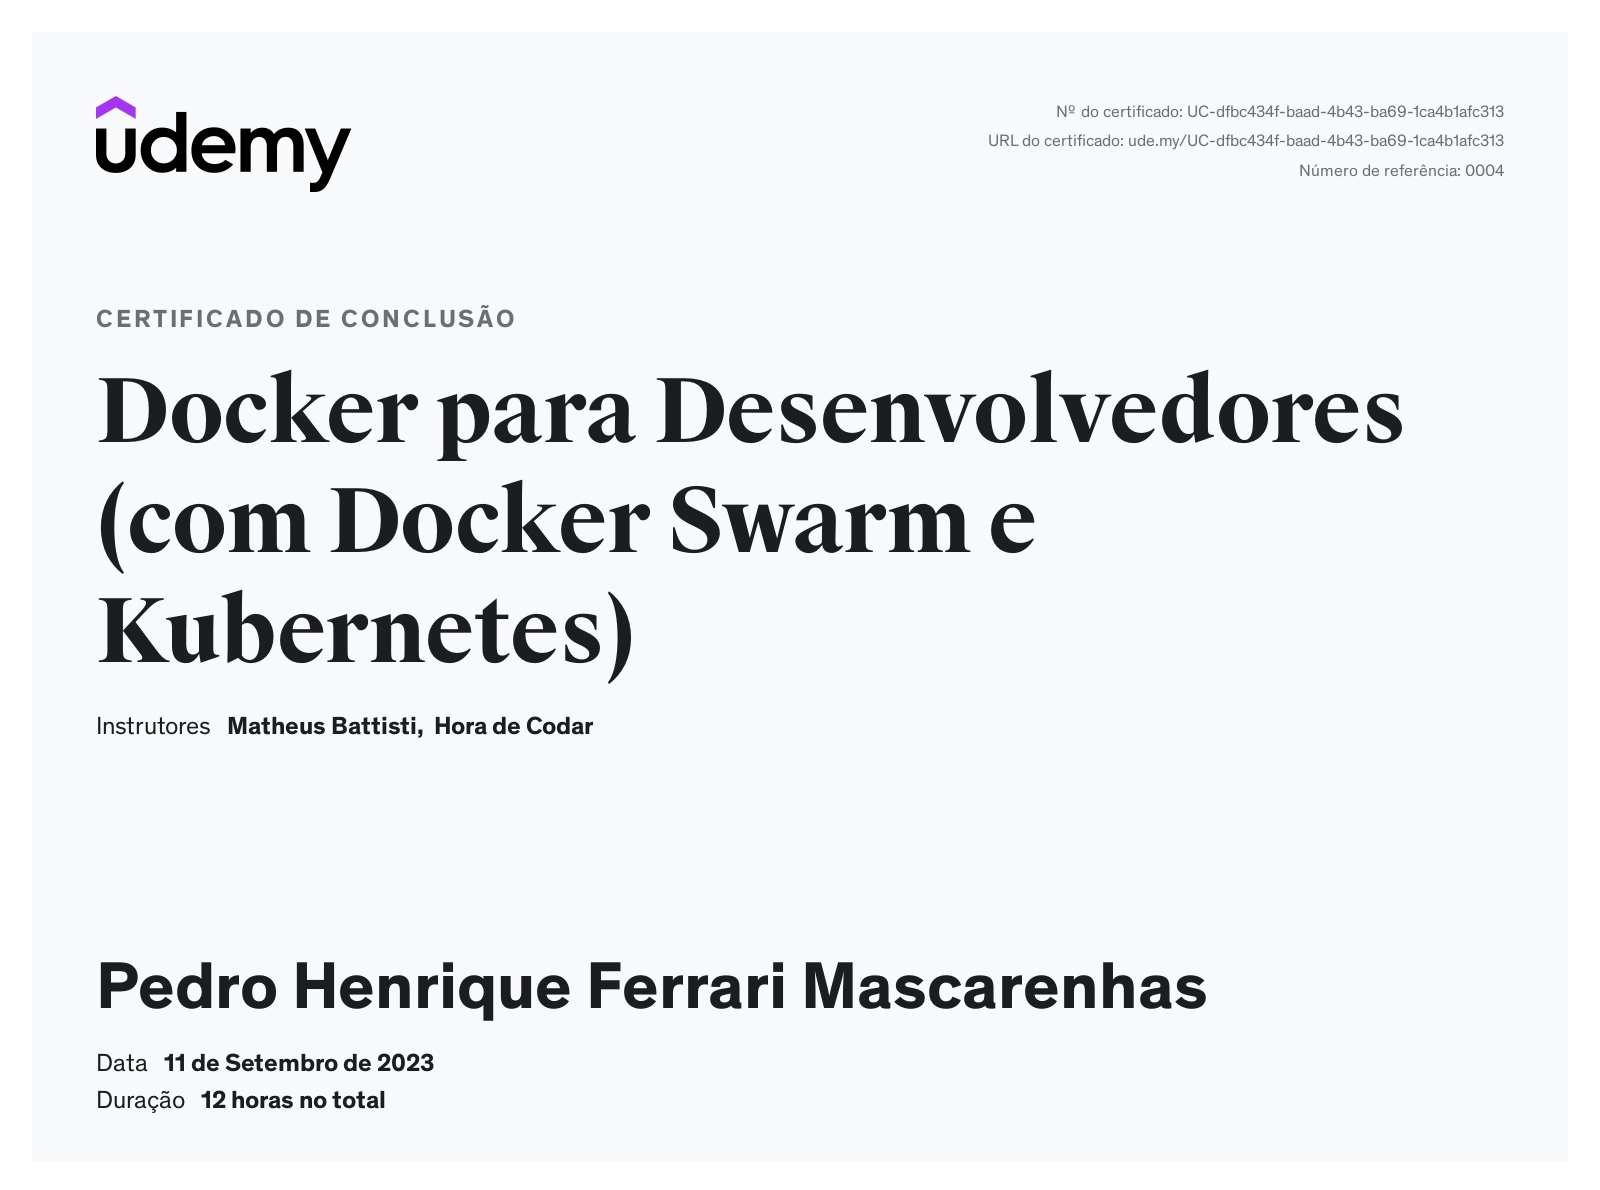 udemy
Nº do certificado: UC-dfbc434f-baad-4b43-ba69-1ca4b1afc313
URL do certificado: ude.my/UC-dfbc434f-baad-4b43-ba69-1ca4b1afc313
Número de referência: 0004
CERTIFICADO DE CONCLUSÃO
Docker para Desenvolvedores
(com Docker Swarm e
Kubernetes)
Instrutores Matheus Battisti, Hora de Codar
Pedro Henrique Ferrari Mascarenhas
Data 11 de Setembro de 2023
Duração 12 horas no total